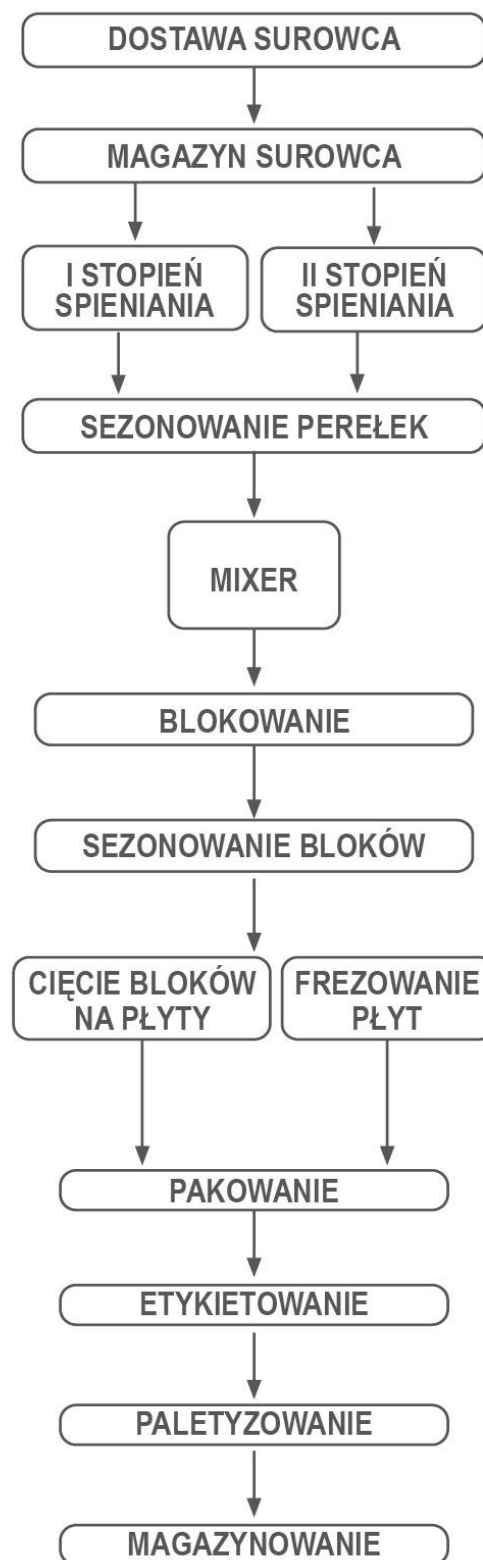 DOSTAWA SUROWCA
MAGAZYN SUROWCA
I STOPIEŃ
SPIENIANIA
II STOPIEŃ
SPIENIANIA
SEZONOWANIE PEREŁEK
MIXER
BLOKOWANIE
SEZONOWANIE BLOKÓW
CIĘCIE BLOKÓW
NA PŁYTY
FREZOWANIE
PŁYT
PAKOWANIE
ETYKIETOWANIE
PALETYZOWANIE
MAGAZYNOWANIE